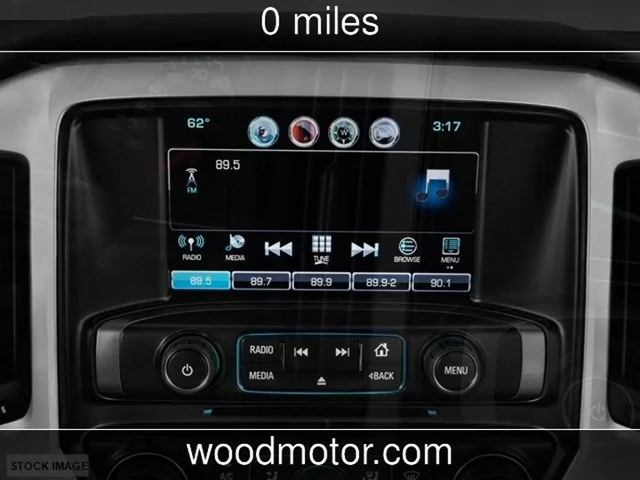 0 miles
62° 3:17
W
89.5
FM
RADIO MEDIA TUNE BROWSE MENU
89.5 89.7 89.9 89.9-2 90.1
RADIO
MENU
MEDIA <BACK
A/C
woodmotor.com
STOCK IMAGE